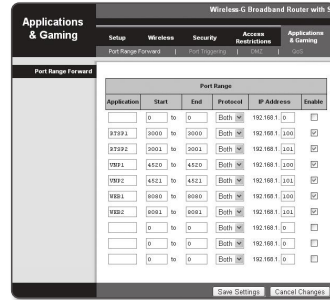 Wireless-G Broadband Router with S
Applications & Gaming
Setup Wireless Security Access Restrictions Applications & Gaming
Port Range Forward | Port Triggering | DMZ | QoS
Port Range Forward
Port Range
Application Start End Protocol IP Address Enable
0 to 0 Both 192.168.1. 0
RTSP1 3000 to 3000 Both 192.168.1. 100
RTSP2 3001 to 3001 Both 192.168.1. 101
VNP1 4520 to 4520 Both 192.168.1. 100
VNP2 4521 to 4521 Both 192.168.1. 101
WEB1 8080 to 8080 Both 192.168.1. 100
WEB2 8081 to 8081 Both 192.168.1. 101
0 to 0 Both 192.168.1. 0
0 to 0 Both 192.168.1. 0
0 to 0 Both 192.168.1. 0
Save Settings Cancel Changes